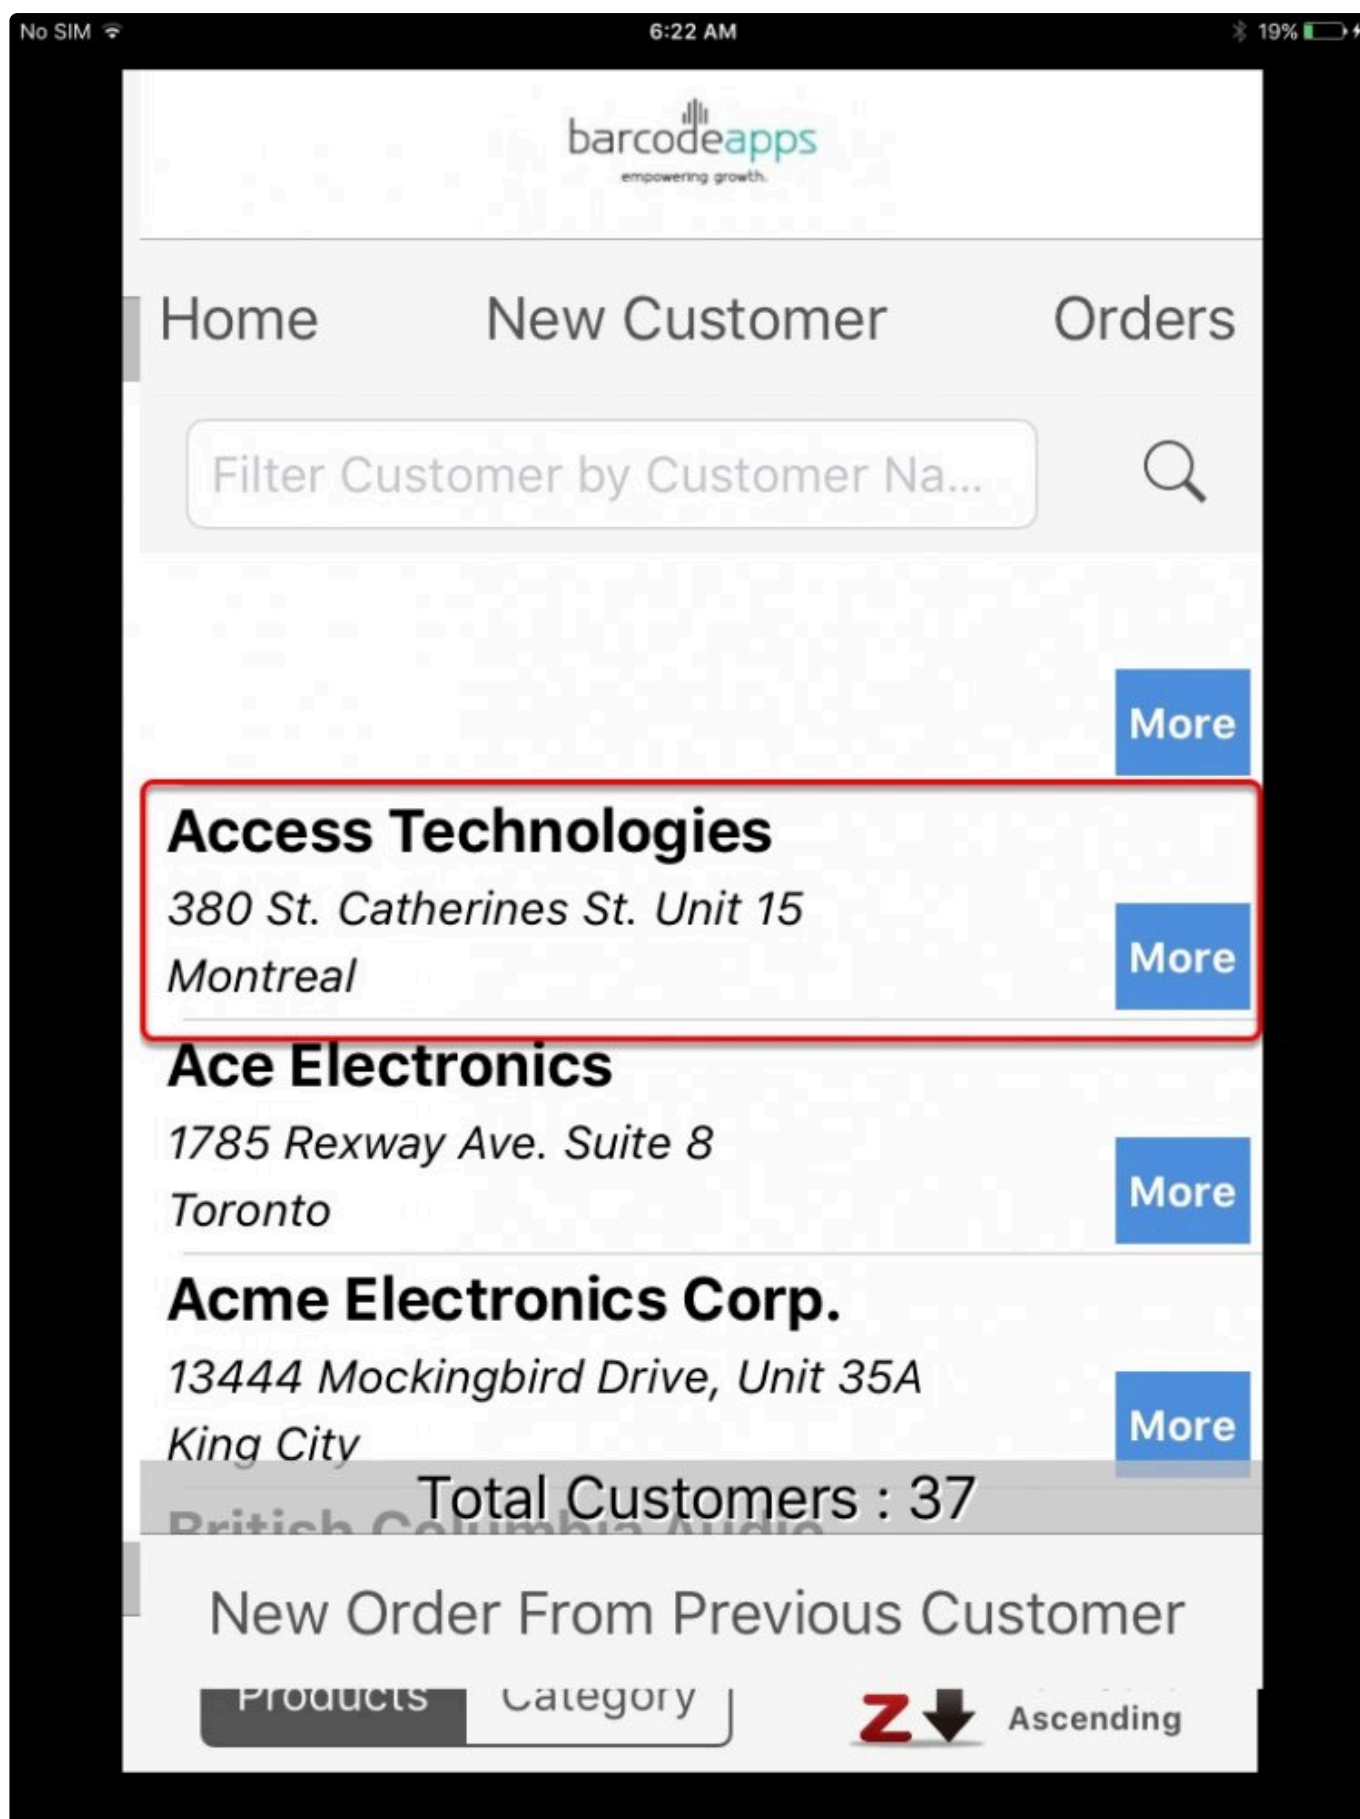 No SIM 6:22 AM 19%
barcodeapps
empowering growth.
Home New Customer Orders
Filter Customer by Customer Na...
More
Access Technologies
380 St. Catherines St. Unit 15
Montreal More
Ace Electronics
1785 Rexway Ave. Suite 8
Toronto More
Acme Electronics Corp.
13444 Mockingbird Drive, Unit 35A
King City More
Total Customers : 37
British Columbia Audio
New Order From Previous Customer
Products Category Z Ascending